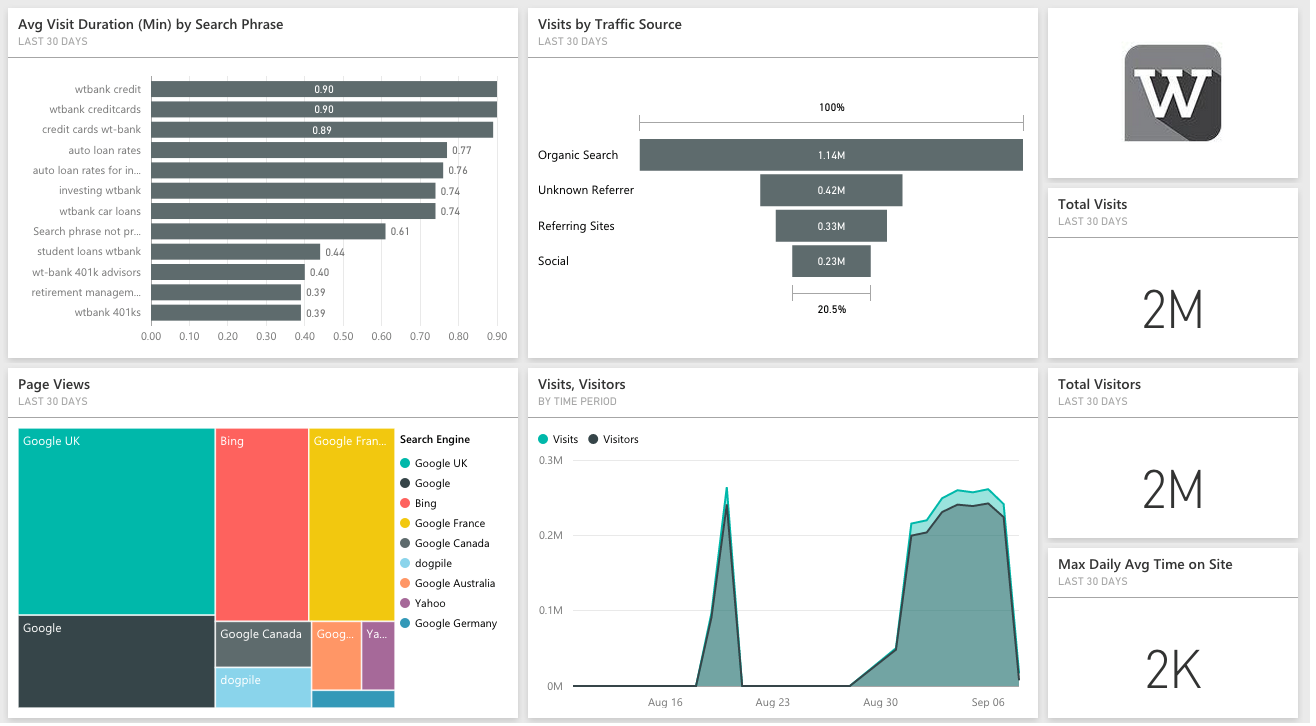 Avg Visit Duration (Min) by Search Phrase
LAST 30 DAYS
wtbank credit
0.90
wtbank creditcards
0.90
credit cards wt-bank
0.89
auto loan rates
0.77
auto loan rates for in...
0.76
investing wtbank
0.74
wtbank car loans
0.74
Search phrase not pr...
0.61
student loans wtbank
0.44
wt-bank 401k advisors
0.40
retirement managem...
0.39
wtbank 401ks
0.39
0.00 0.10 0.20 0.30 0.40 0.50 0.60 0.70 0.80 0.90
Visits by Traffic Source
LAST 30 DAYS
100%
Organic Search
1.14M
Unknown Referrer
0.42M
Referring Sites
0.33M
Social
0.23M
20.5%
W
Total Visits
LAST 30 DAYS
2M
Page Views
LAST 30 DAYS
Google UK
Bing
Google Fran...
Google
Google Canada
Goog...
Ya...
dogpile
Search Engine
Google UK
Google
Bing
Google France
Google Canada
dogpile
Google Australia
Yahoo
Google Germany
Visits, Visitors
BY TIME PERIOD
Visits Visitors
0.3M
0.2M
0.1M
0M
Aug 16 Aug 23 Aug 30 Sep 06
Total Visitors
LAST 30 DAYS
2M
Max Daily Avg Time on Site
LAST 30 DAYS
2K